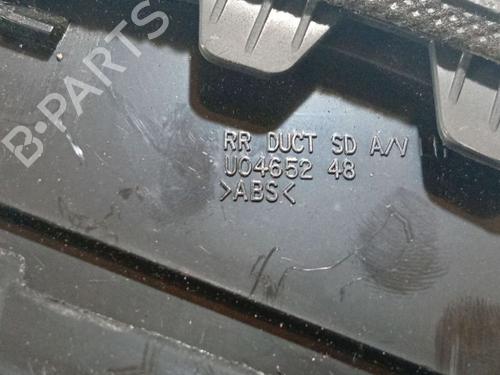 B-PARTS
RR DUCT SD A/V
U04652 48
>ABS<